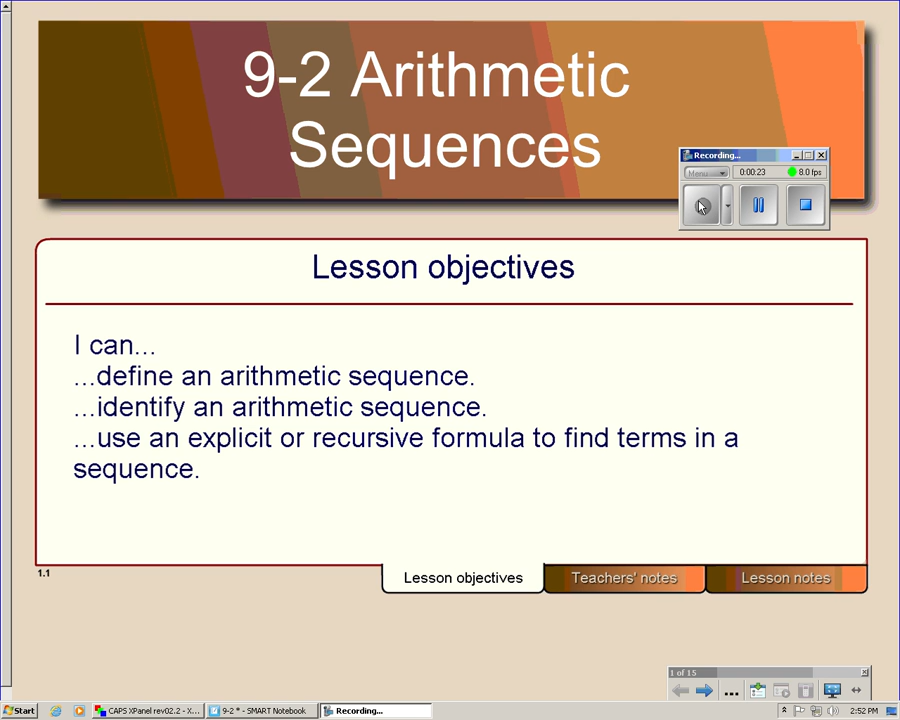 9-2 Arithmetic
Sequences
Recording...
Menu
0:00:23
8.0 fps
Lesson objectives
I can...
...define an arithmetic sequence.
...identify an arithmetic sequence.
...use an explicit or recursive formula to find terms in a
sequence.
1.1
Lesson objectives
Teachers' notes
Lesson notes
1 of 15
Start
CAPS XPanel rev02.2 - X...
9-2 * - SMART Notebook
Recording...
2:52 PM